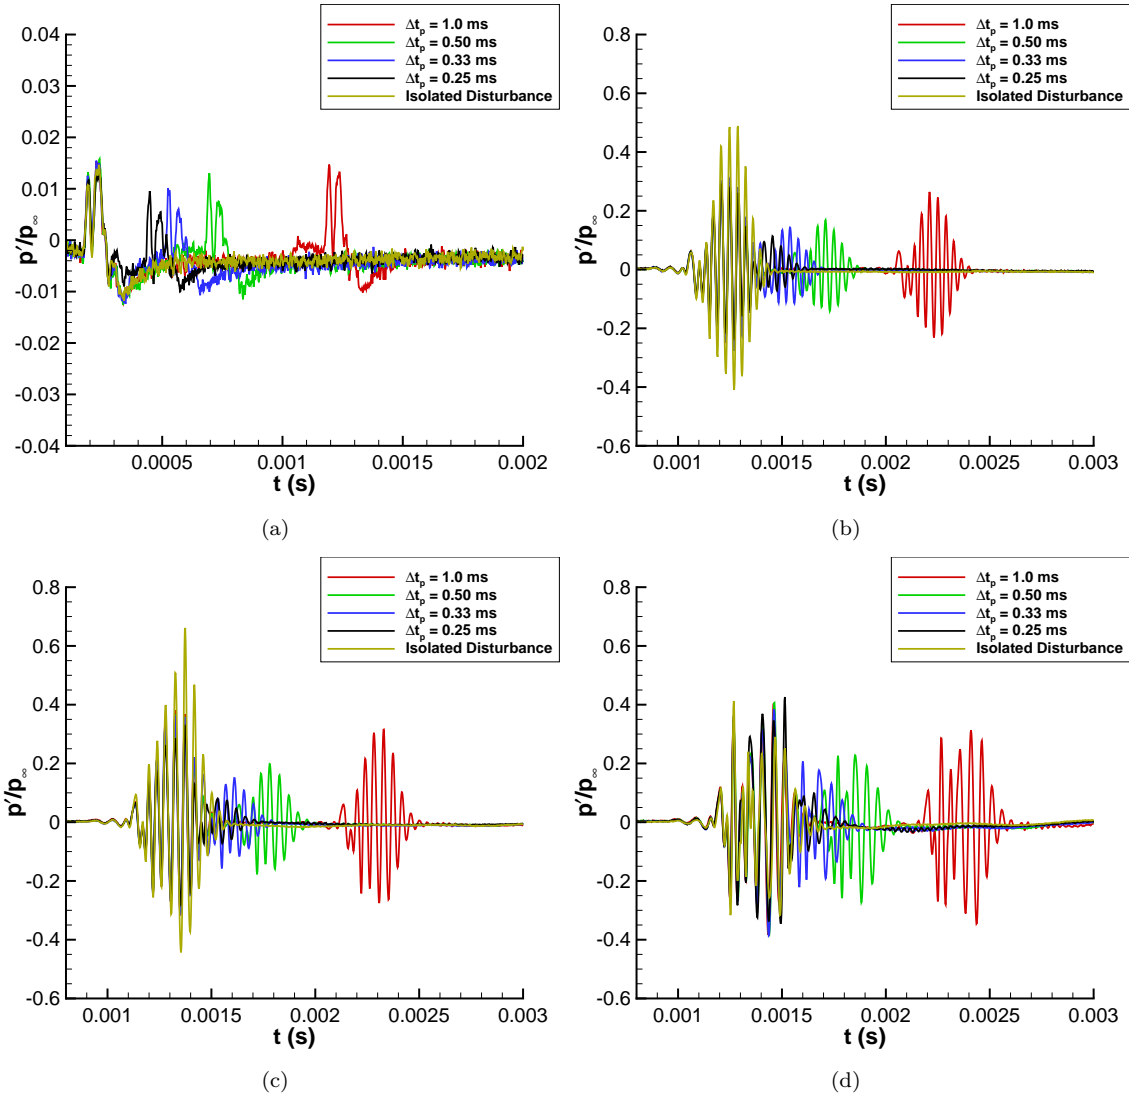 Δtₚ = 1.0 ms
Δtₚ = 0.50 ms
Δtₚ = 0.33 ms
Δtₚ = 0.25 ms
Isolated Disturbance
0.04
0.03
0.02
0.01
0
-0.01
-0.02
-0.03
-0.04
p′/p∞
0.0005
0.001
0.0015
0.002
t (s)
(a)
Δtₚ = 1.0 ms
Δtₚ = 0.50 ms
Δtₚ = 0.33 ms
Δtₚ = 0.25 ms
Isolated Disturbance
0.8
0.6
0.4
0.2
0
-0.2
-0.4
-0.6
p′/p∞
0.001
0.0015
0.002
0.0025
0.003
t (s)
(b)
Δtₚ = 1.0 ms
Δtₚ = 0.50 ms
Δtₚ = 0.33 ms
Δtₚ = 0.25 ms
Isolated Disturbance
0.8
0.6
0.4
0.2
0
-0.2
-0.4
-0.6
p′/p∞
0.001
0.0015
0.002
0.0025
0.003
t (s)
(c)
Δtₚ = 1.0 ms
Δtₚ = 0.50 ms
Δtₚ = 0.33 ms
Δtₚ = 0.25 ms
Isolated Disturbance
0.8
0.6
0.4
0.2
0
-0.2
-0.4
-0.6
p′/p∞
0.001
0.0015
0.002
0.0025
0.003
t (s)
(d)